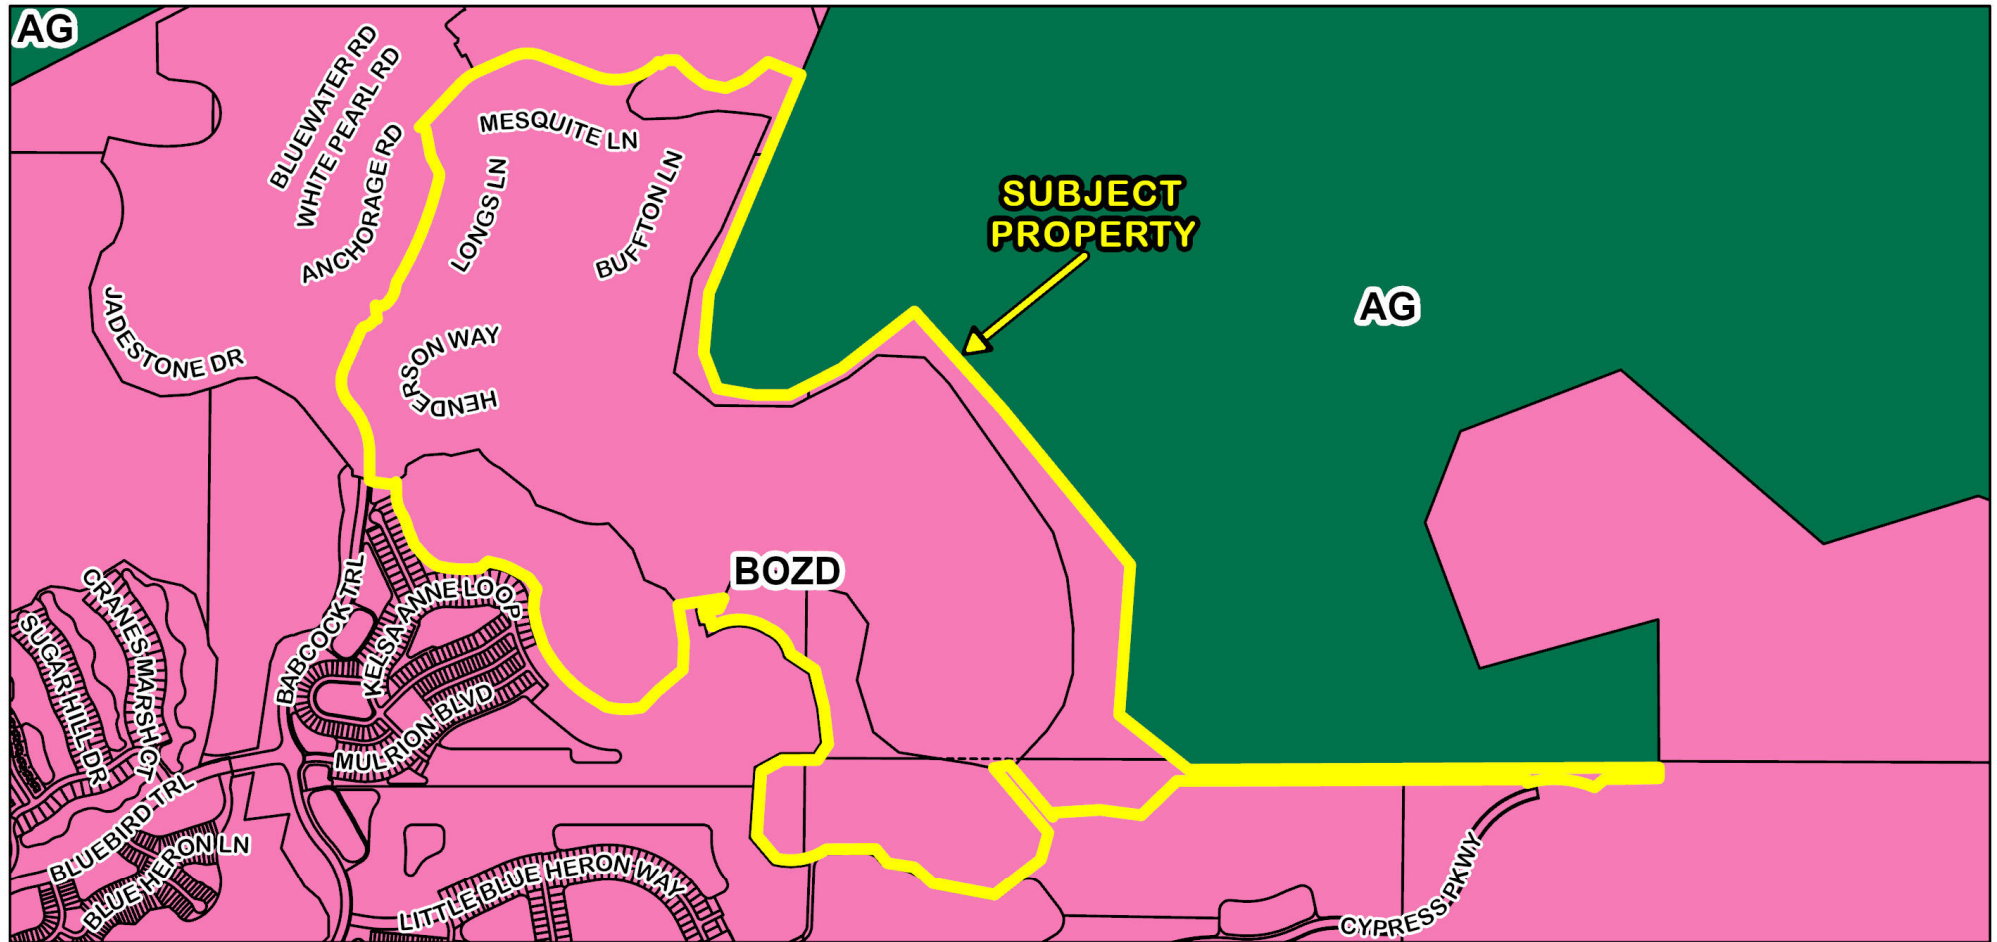 AG
BLUEWATER RD
WHITE PEARL RD
ANCHORAGE RD
MESQUITE LN
LONGS LN
BUFFTON LN
SUBJECT
PROPERTY
AG
JADESTONE DR
HENDERSON WAY
BOZD
CRANES MARSH CT
SUGAR HILL DR
BABCOCK TRL
KELSA ANNE LOOP
MULRION BLVD
BLUEBIRD TRL
BLUE HERON LN
LITTLE BLUE HERON WAY
CYPRESS PKWY